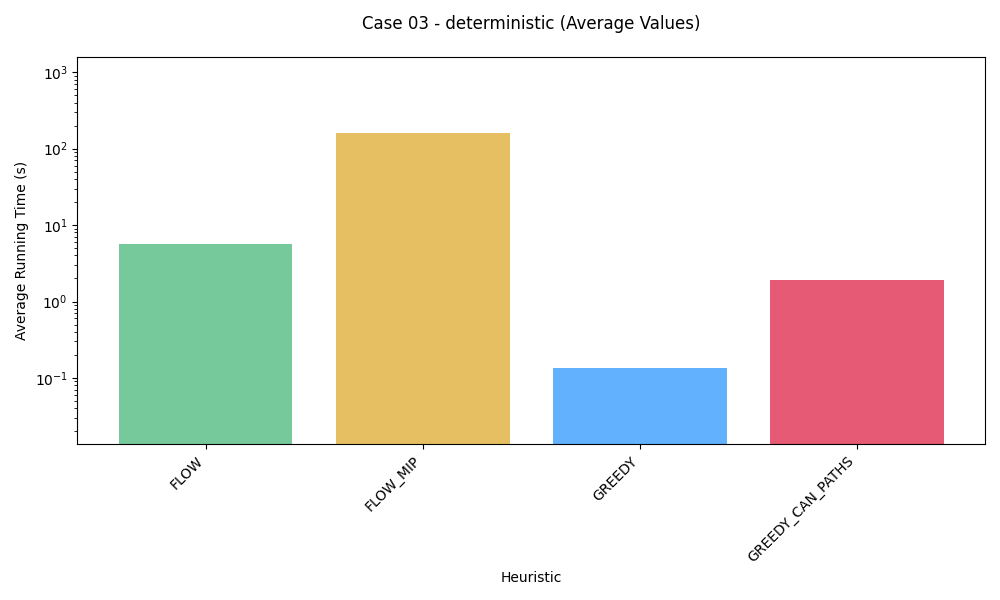 Case 03 - deterministic (Average Values)
Average Running Time (s)
10³
10²
10¹
10⁰
10⁻¹
FLOW
FLOW_MIP
GREEDY
GREEDY_CAN_PATHS
Heuristic